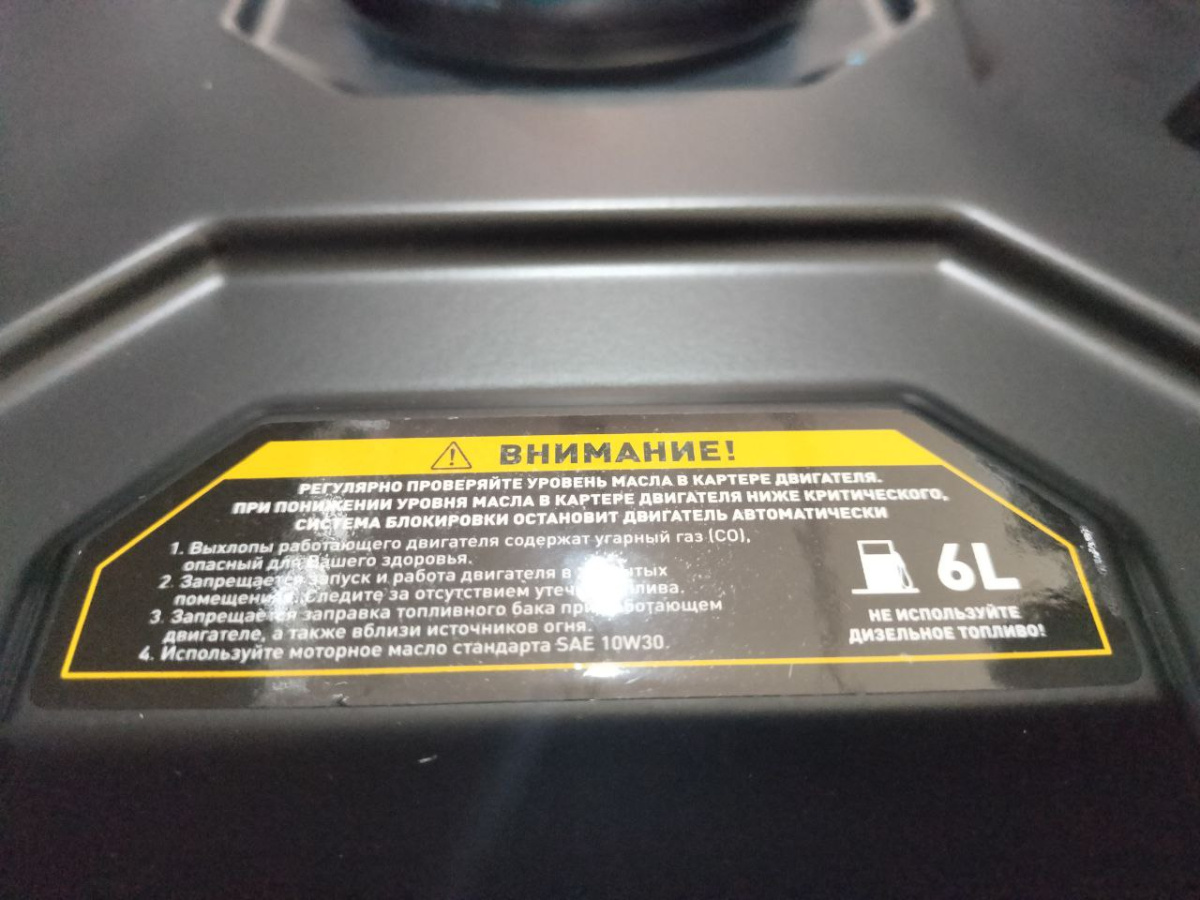 ВНИМАНИЕ!
РЕГУЛЯРНО ПРОВЕРЯЙТЕ УРОВЕНЬ МАСЛА В КАРТЕРЕ ДВИГАТЕЛЯ.
ПРИ ПОНИЖЕНИИ УРОВНЯ МАСЛА В КАРТЕРЕ ДВИГАТЕЛЯ НИЖЕ КРИТИЧЕСКОГО,
СИСТЕМА БЛОКИРОВКИ ОСТАНОВИТ ДВИГАТЕЛЬ АВТОМАТИЧЕСКИ
1. Выхлопы работающего двигателя содержат угарный газ (CO),
опасный для Вашего здоровья.
2. Запрещается запуск и работа двигателя в
помещениях. Следите за отсутствием утечки топлива.
3. Запрещается заправка топливного бака при работающем
двигателе, а также вблизи источников огня.
4. Используйте моторное масло стандарта SAE 10W30.
6L
НЕ ИСПОЛЬЗУЙТЕ
ДИЗЕЛЬНОЕ ТОПЛИВО!